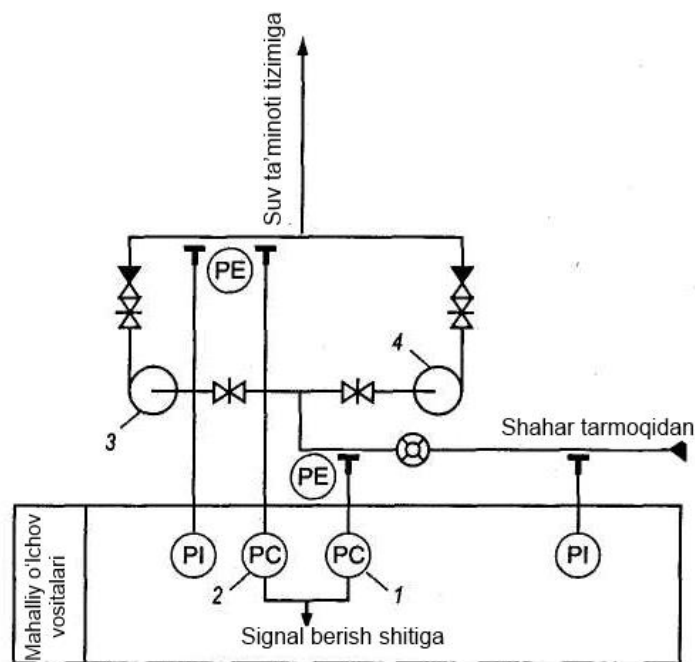 Suv ta'minoti tizimiga
PE
4
3
Shahar tarmoqidan
PE
Mahalliy o'lchov
vositalari
PI
PC
PC
PI
2
1
Signal berish shitiga